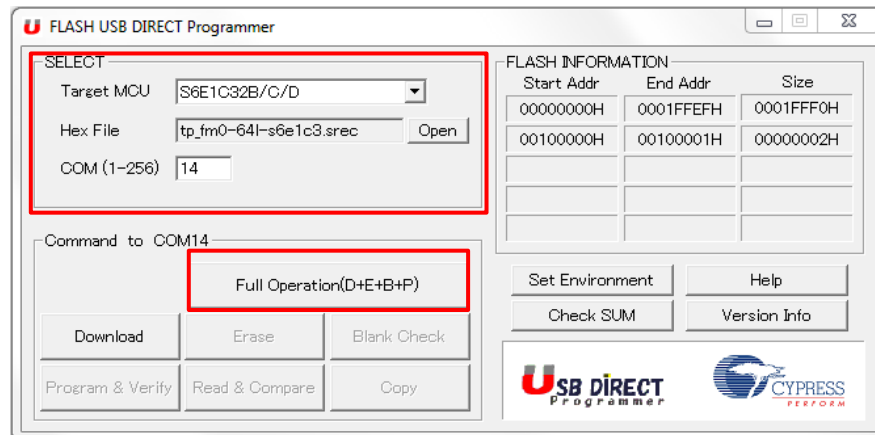 FLASH USB DIRECT Programmer
SELECT
Target MCU S6E1C32B/C/D
Hex File tp_fm0-64l-s6e1c3.srec Open
COM (1-256) 14
FLASH INFORMATION
Start Addr End Addr Size
00000000H 0001FFEFH 0001FFF0H
00100000H 00100001H 00000002H
Command to COM14
Full Operation(D+E+B+P)
Download Erase Blank Check
Program & Verify Read & Compare Copy
Set Environment Help
Check SUM Version Info
USB DIRECT
Programmer
CYPRESS
PERFORM